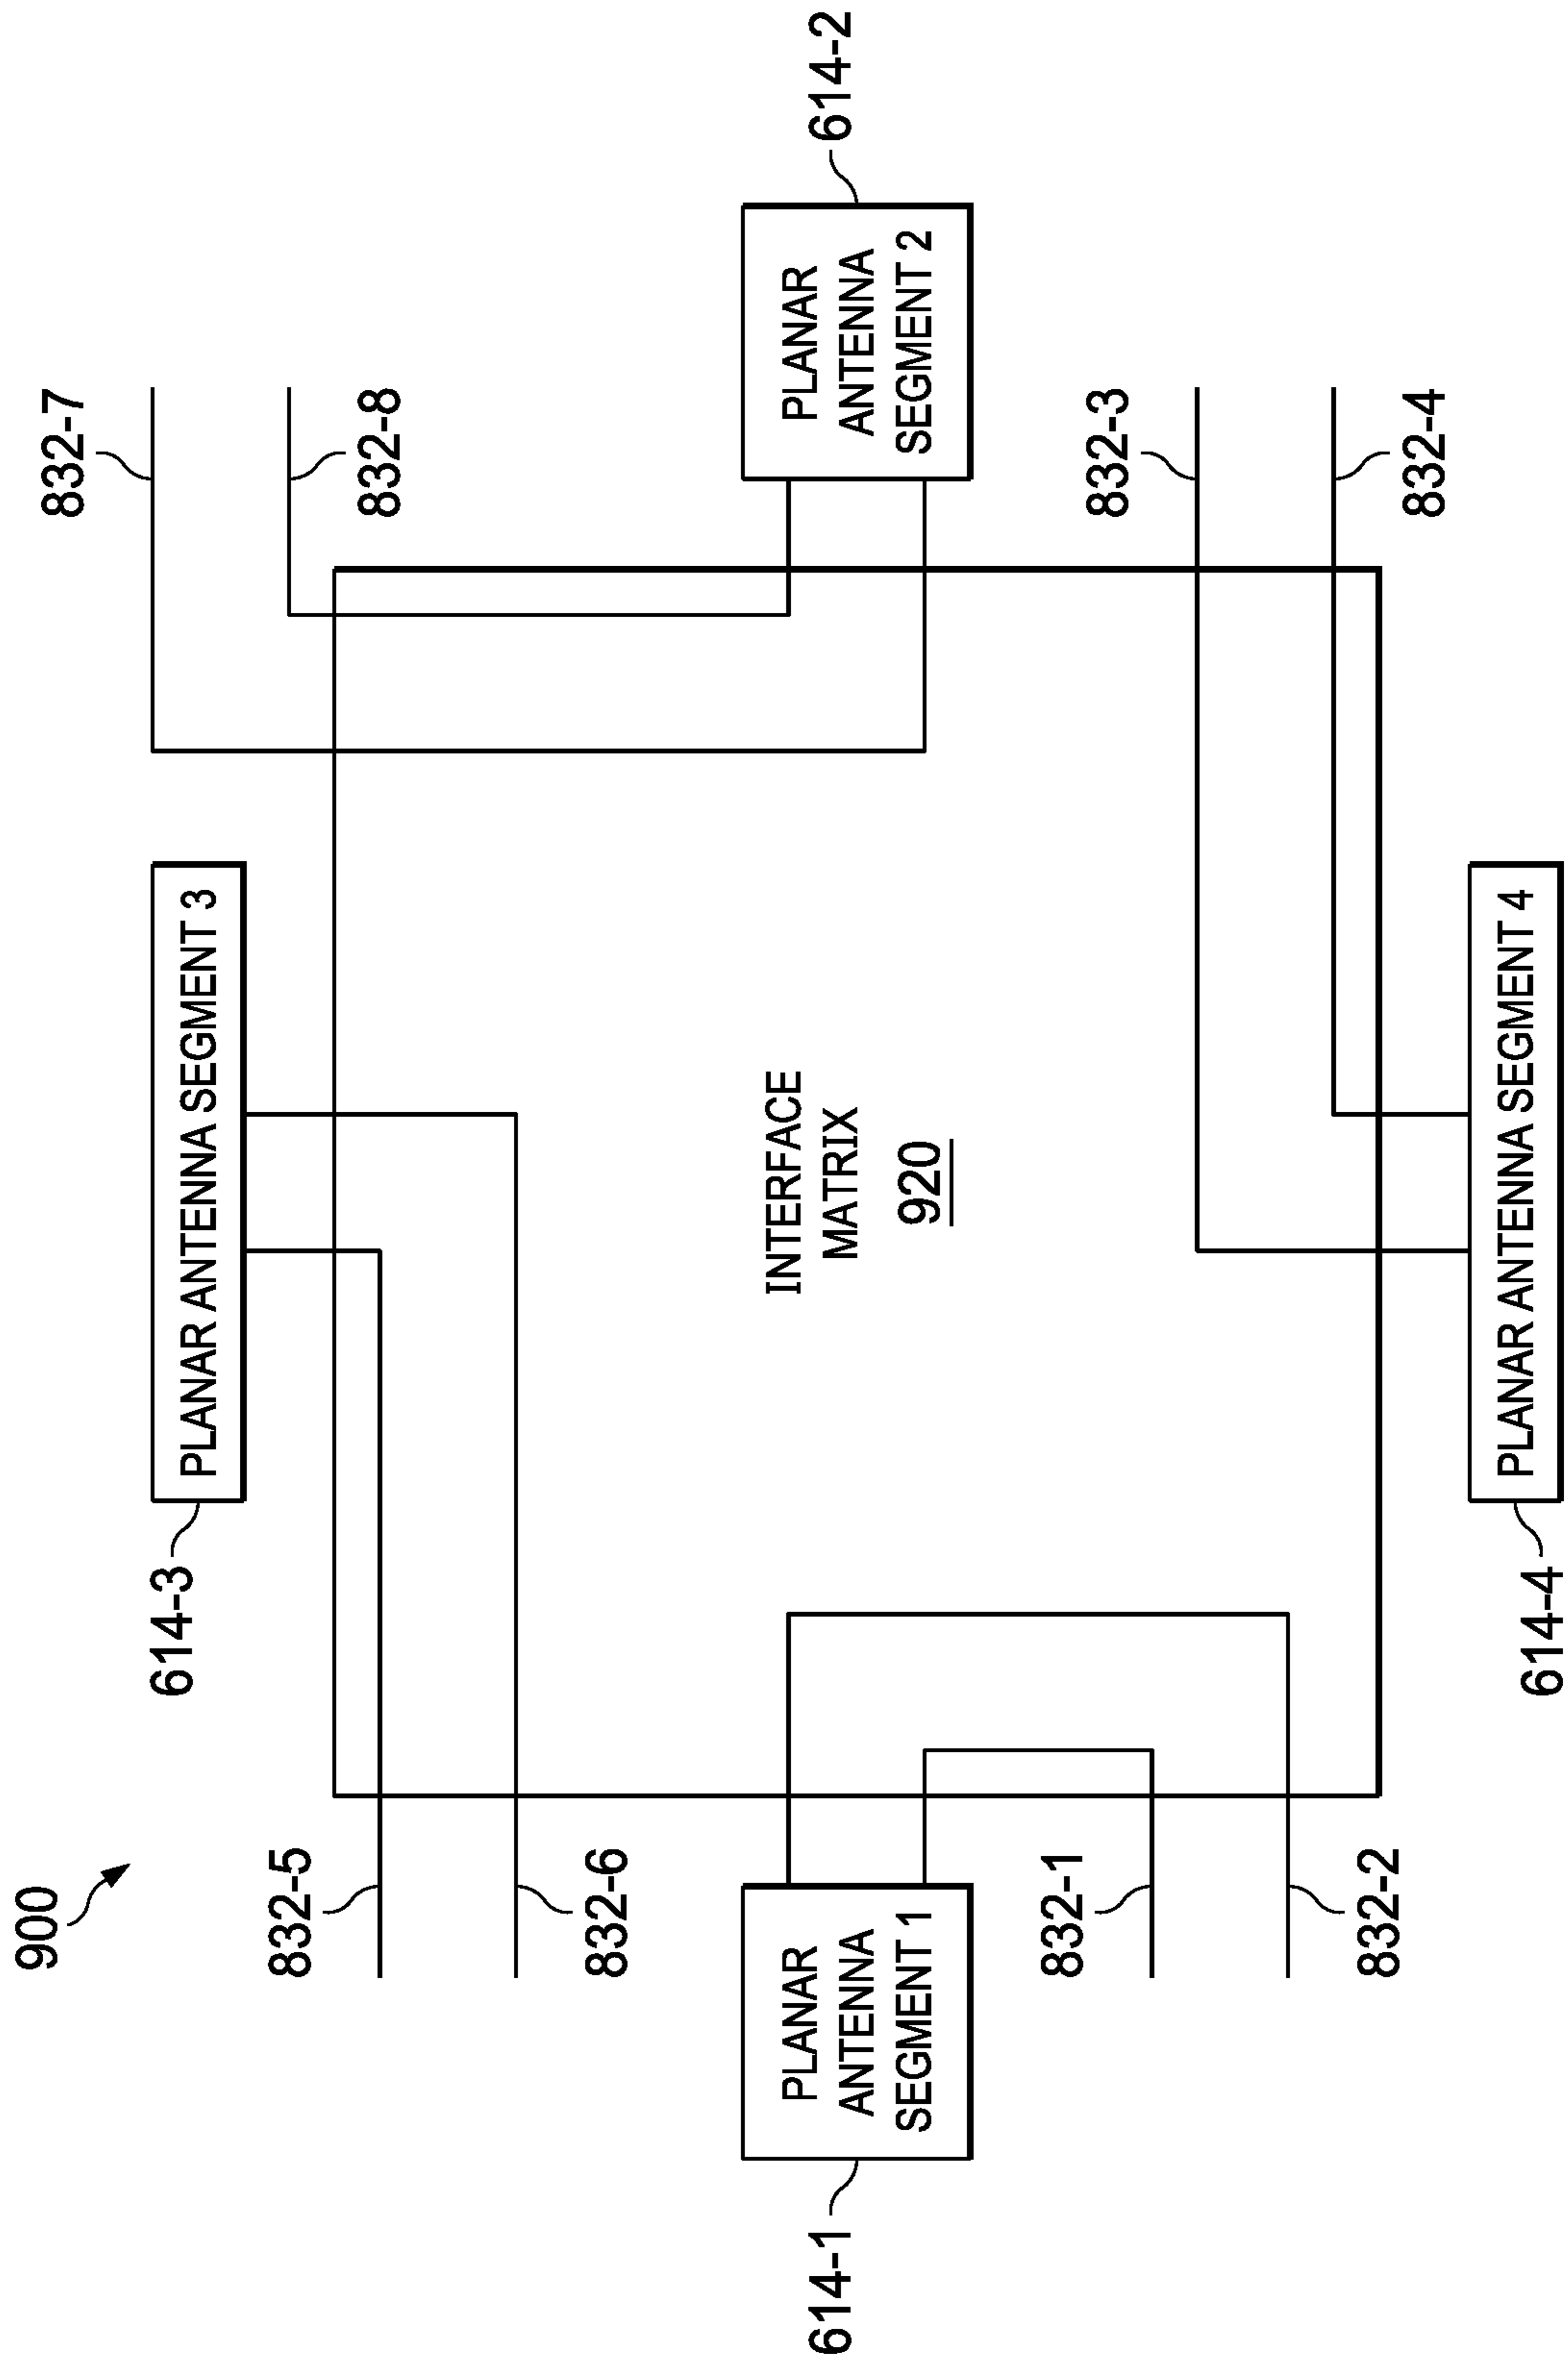 900
614-3
PLANAR ANTENNA SEGMENT 3
832-7
832-5
832-8
832-6
614-1
PLANAR
ANTENNA
SEGMENT 1
INTERFACE
MATRIX
920
PLANAR
ANTENNA
SEGMENT 2
614-2
832-1
832-3
832-2
832-4
614-4
PLANAR ANTENNA SEGMENT 4